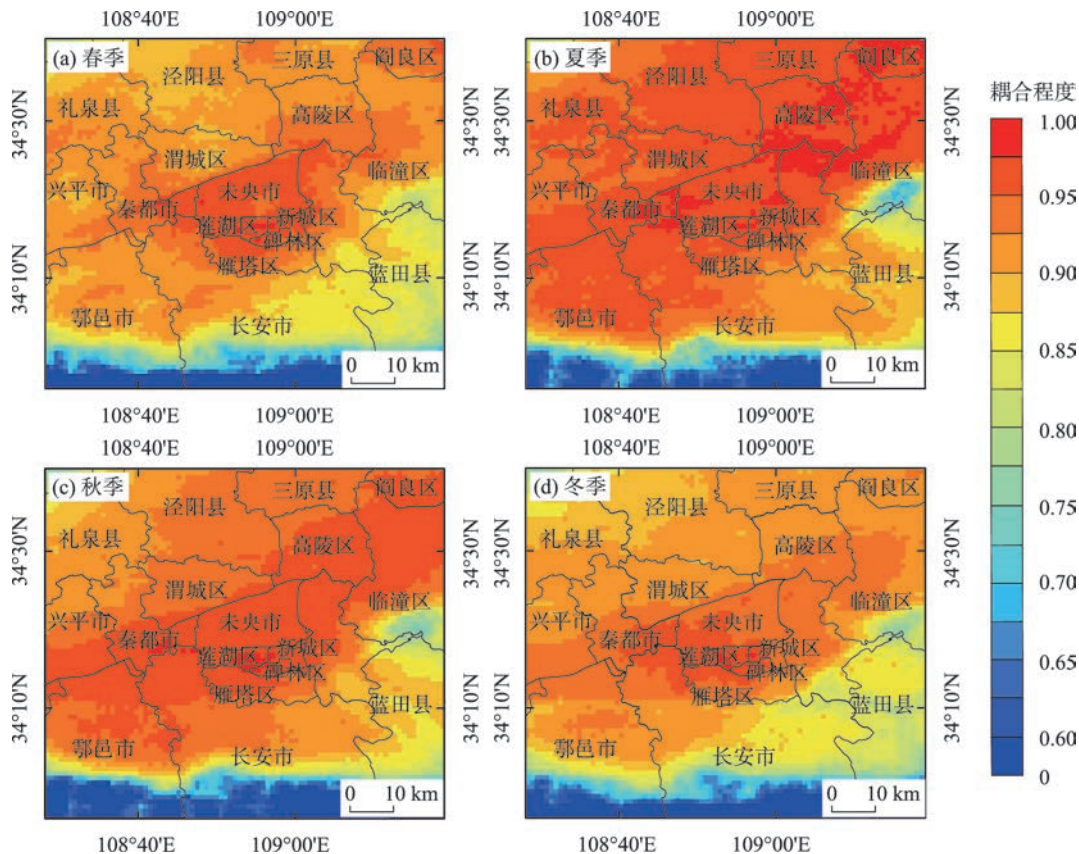 108°40'E 109°00'E 108°40'E 109°00'E
(a) 春季
三原县
阎良区
泾阳县
34°30'N
礼泉县
高陵区
渭城区
临潼区
兴平市
未央市
秦都市
新城区
莲湖区
碑林区
34°10'N
雁塔区
蓝田县
鄠邑市
长安市
0 10 km
(b) 夏季
三原县
阎良区
泾阳县
34°30'N
34°30'N
礼泉县
高陵区
渭城区
临潼区
兴平市
未央市
秦都市
新城区
莲湖区
碑林区
34°10'N
34°10'N
雁塔区
蓝田县
鄠邑市
长安市
0 10 km
108°40'E 109°00'E 108°40'E 109°00'E
108°40'E 109°00'E 108°40'E 109°00'E
(c) 秋季
三原县
阎良区
泾阳县
34°30'N
礼泉县
高陵区
渭城区
临潼区
兴平市
未央市
秦都市
新城区
莲湖区
碑林区
34°10'N
雁塔区
蓝田县
鄠邑市
长安市
0 10 km
(d) 冬季
三原县
阎良区
泾阳县
34°30'N
34°30'N
礼泉县
高陵区
渭城区
临潼区
兴平市
未央市
秦都市
新城区
莲湖区
碑林区
34°10'N
34°10'N
雁塔区
蓝田县
鄠邑市
长安市
0 10 km
108°40'E 109°00'E 108°40'E 109°00'E
耦合程度
1.00
0.95
0.90
0.85
0.80
0.75
0.70
0.65
0.60
0